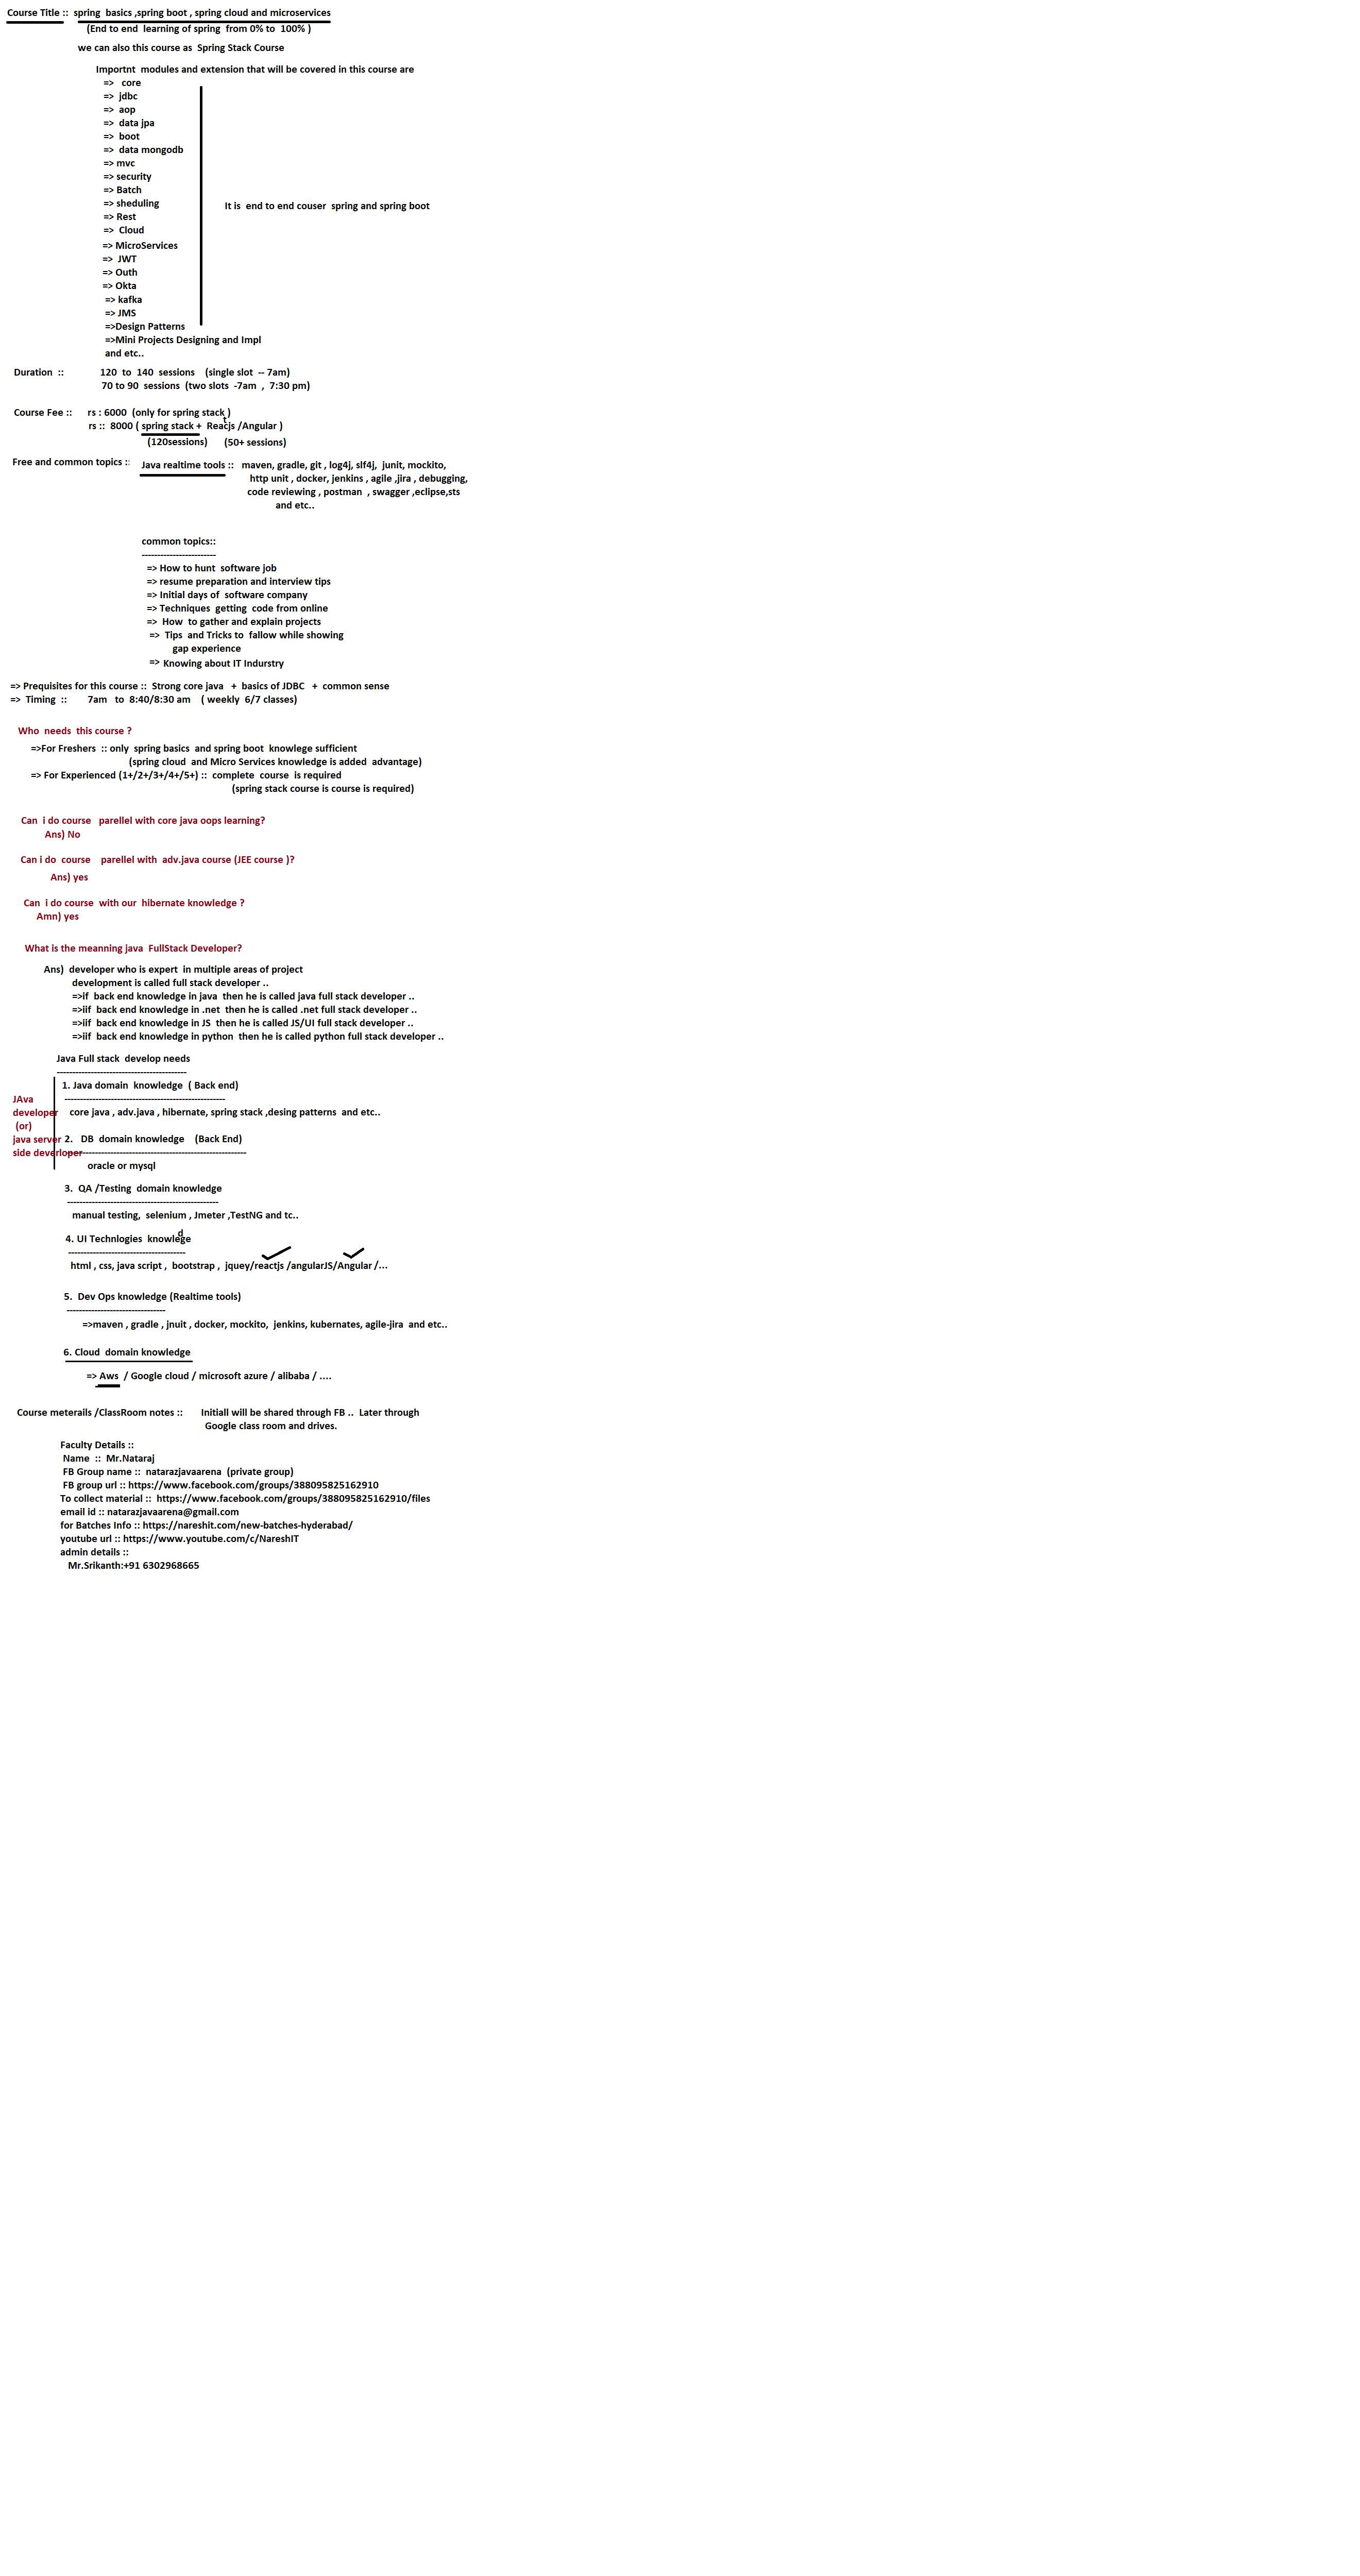 Course Title :: spring basics ,spring boot , spring cloud and microservices
(End to end learning of spring from 0% to 100% )
we can also this course as Spring Stack Course
Importnt modules and extension that will be covered in this course are
=> core
=> jdbc
=> aop
=> data jpa
=> boot
=> data mongodb
=> mvc
=> security
=> Batch
=> sheduling
It is end to end couser spring and spring boot
=> Rest
=> Cloud
=> MicroServices
=> JWT
=> Outh
=> Okta
=> kafka
=> JMS
=>Design Patterns
=>Mini Projects Designing and Impl
and etc..
Duration :: 120 to 140 sessions (single slot -- 7am)
70 to 90 sessions (two slots -7am , 7:30 pm)
Course Fee :: rs : 6000 (only for spring stack )
t
rs :: 8000 ( spring stack + Reacjs /Angular )
(120sessions) (50+ sessions)
Free and common topics :: Java realtime tools :: maven, gradle, git , log4j, slf4j, junit, mockito,
http unit , docker, jenkins , agile ,jira , debugging,
code reviewing , postman , swagger ,eclipse,sts
and etc..
common topics::
------------------------
=> How to hunt software job
=> resume preparation and interview tips
=> Initial days of software company
=> Techniques getting code from online
=> How to gather and explain projects
=> Tips and Tricks to fallow while showing
gap experience
=> Knowing about IT Indurstry
=> Prequisites for this course :: Strong core java + basics of JDBC + common sense
=> Timing :: 7am to 8:40/8:30 am ( weekly 6/7 classes)
Who needs this course ?
=>For Freshers :: only spring basics and spring boot knowlege sufficient
(spring cloud and Micro Services knowledge is added advantage)
=> For Experienced (1+/2+/3+/4+/5+) :: complete course is required
(spring stack course is course is required)
Can i do course parellel with core java oops learning?
Ans) No
Can i do course parellel with adv.java course (JEE course )?
Ans) yes
Can i do course with our hibernate knowledge ?
Amn) yes
What is the meanning java FullStack Developer?
Ans) developer who is expert in multiple areas of project
development is called full stack developer ..
=>if back end knowledge in java then he is called java full stack developer ..
=>iif back end knowledge in .net then he is called .net full stack developer ..
=>iif back end knowledge in JS then he is called JS/UI full stack developer ..
=>iif back end knowledge in python then he is called python full stack developer ..
Java Full stack develop needs
------------------------------------------
1. Java domain knowledge ( Back end)
----------------------------------------------------
JAva
developer
(or)
java server
side deverloper
core java , adv.java , hibernate, spring stack ,desing patterns and etc..
2. DB domain knowledge (Back End)
----------------------------------------------------------
oracle or mysql
3. QA /Testing domain knowledge
-------------------------------------------------
manual testing, selenium , Jmeter ,TestNG and tc..
d
4. UI Technlogies knowlege
--------------------------------------
html , css, java script , bootstrap , jquey/reactjs /angularJS/Angular /...
5. Dev Ops knowledge (Realtime tools)
--------------------------------
=>maven , gradle , jnuit , docker, mockito, jenkins, kubernates, agile-jira and etc..
6. Cloud domain knowledge
=> Aws / Google cloud / microsoft azure / alibaba / ....
Course meterails /ClassRoom notes :: Initiall will be shared through FB .. Later through
Google class room and drives.
Faculty Details ::
Name :: Mr.Nataraj
FB Group name :: natarazjavaarena (private group)
FB group url :: https://www.facebook.com/groups/388095825162910
To collect material :: https://www.facebook.com/groups/388095825162910/files
email id :: natarazjavaarena@gmail.com
for Batches Info :: https://nareshit.com/new-batches-hyderabad/
youtube url :: https://www.youtube.com/c/NareshIT
admin details ::
Mr.Srikanth:+91 6302968665